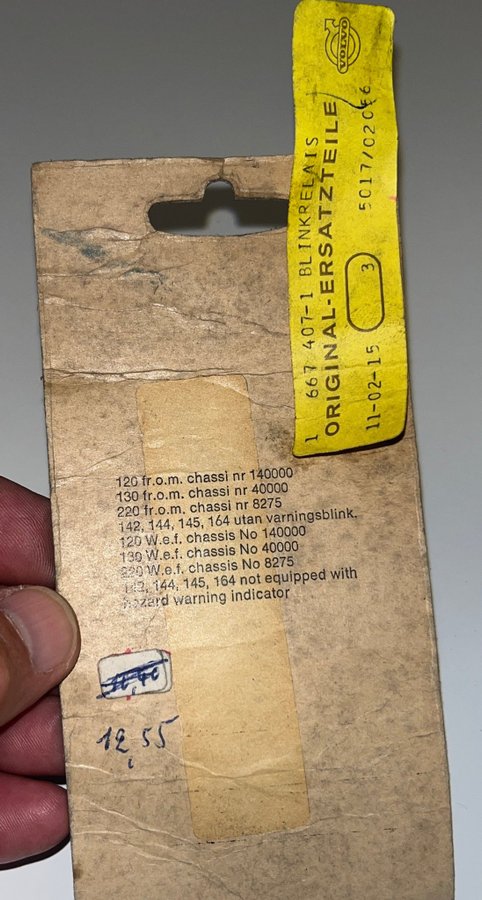 VOLVO
1 667 407-1 BLINKRELAIS
ORIGINAL-ERSATZTEILE
11-02-15 3 5017/02066
120 fr.o.m. chassi nr 140000
130 fr.o.m. chassi nr 40000
220 fr.o.m. chassi nr 8275
142, 144, 145, 164 utan varningsblink.
120 W.e.f. chassis No 140000
130 W.e.f. chassis No 40000
220 W.e.f. chassis No 8275
142, 144, 145, 164 not equipped with
hazard warning indicator
12,55